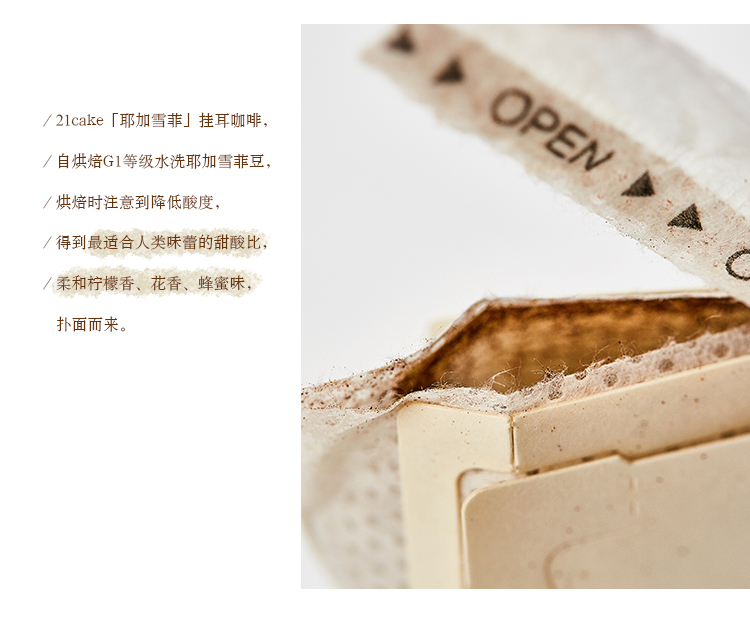 / 21cake「耶加雪菲」挂耳咖啡，
/ 自烘焙G1等级水洗耶加雪菲豆，
/ 烘焙时注意到降低酸度，
/ 得到最适合人类味蕾的甜酸比，
/ 柔和柠檬香、花香、蜂蜜味，
扑面而来。
▶ ▶ OPEN ▶ ▶